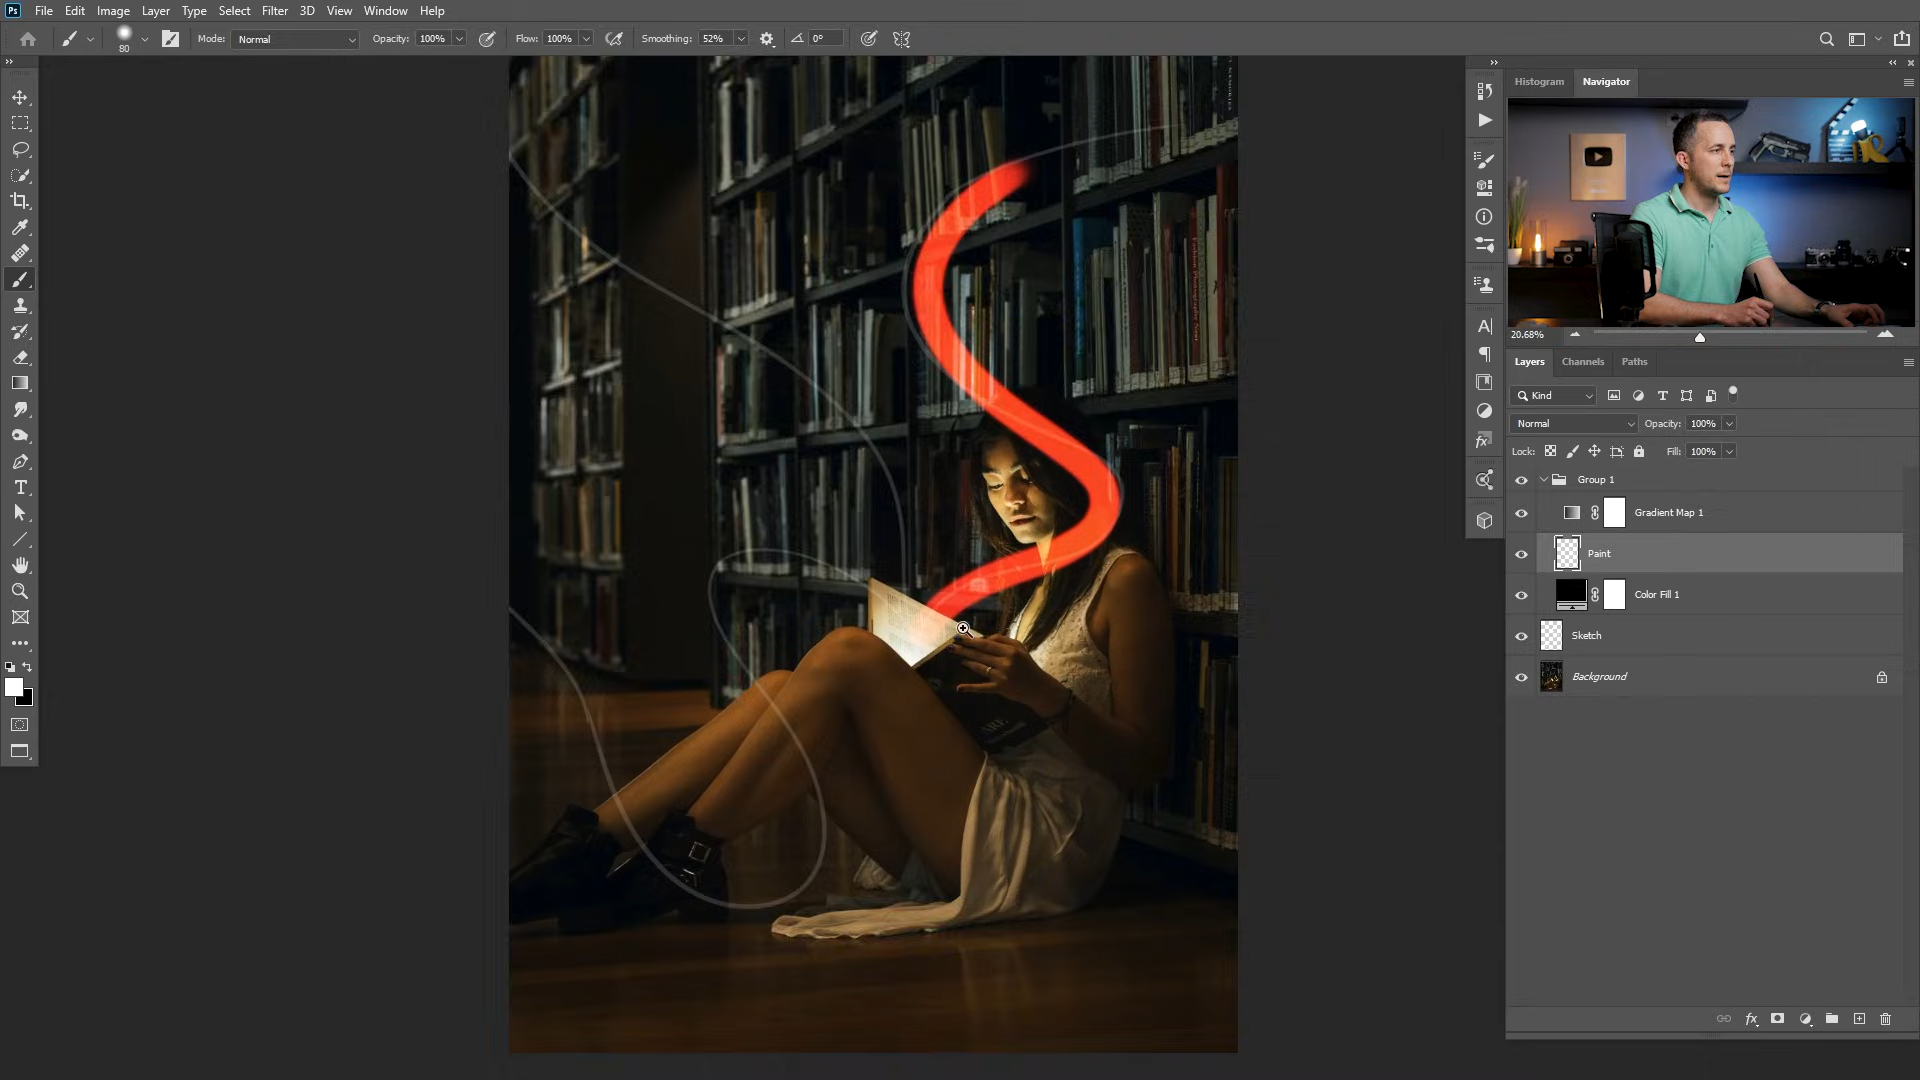 Ps File Edit Image Layer Type Select Filter 3D View Window Help
80 Mode: Normal Opacity: 100% Flow: 100% Smoothing: 52% 0°
Histogram Navigator
20.68%
Layers Channels Paths
Kind
Normal Opacity: 100%
Lock: Fill: 100%
Group 1
Gradient Map 1
Paint
Color Fill 1
Sketch
Background